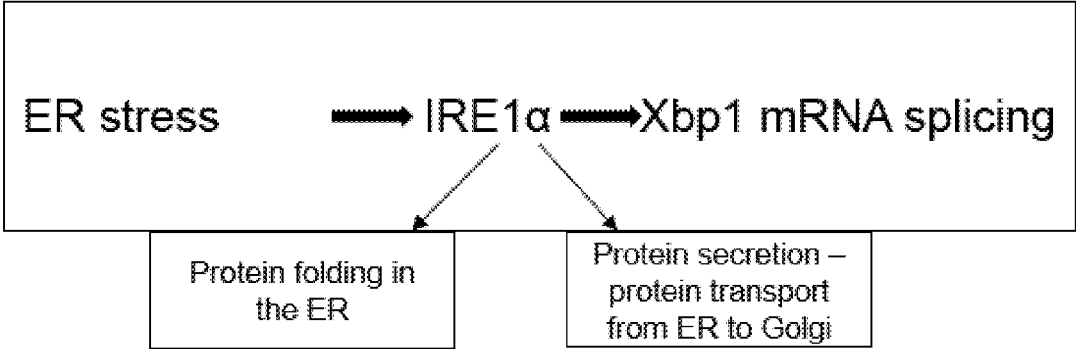 ER stress IRE1α Xbp1 mRNA splicing
Protein folding in
the ER
Protein secretion –
protein transport
from ER to Golgi